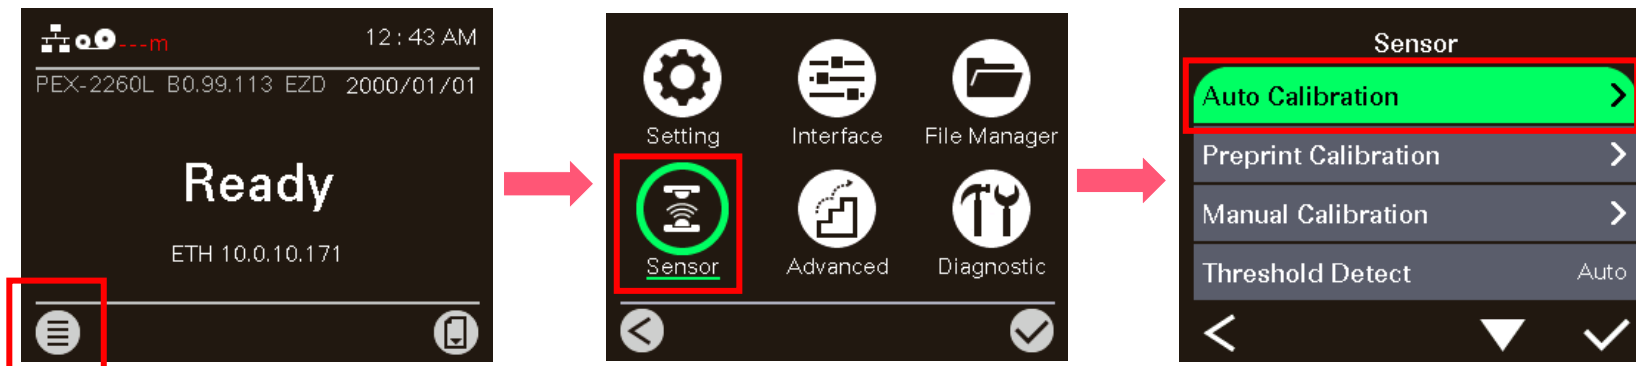 ---m 12:43 AM
PEX-2260L B0.99.113 EZD 2000/01/01
Ready
ETH 10.0.10.171
Setting Interface File Manager
Sensor Advanced Diagnostic
Sensor
Auto Calibration
Preprint Calibration
Manual Calibration
Threshold Detect Auto